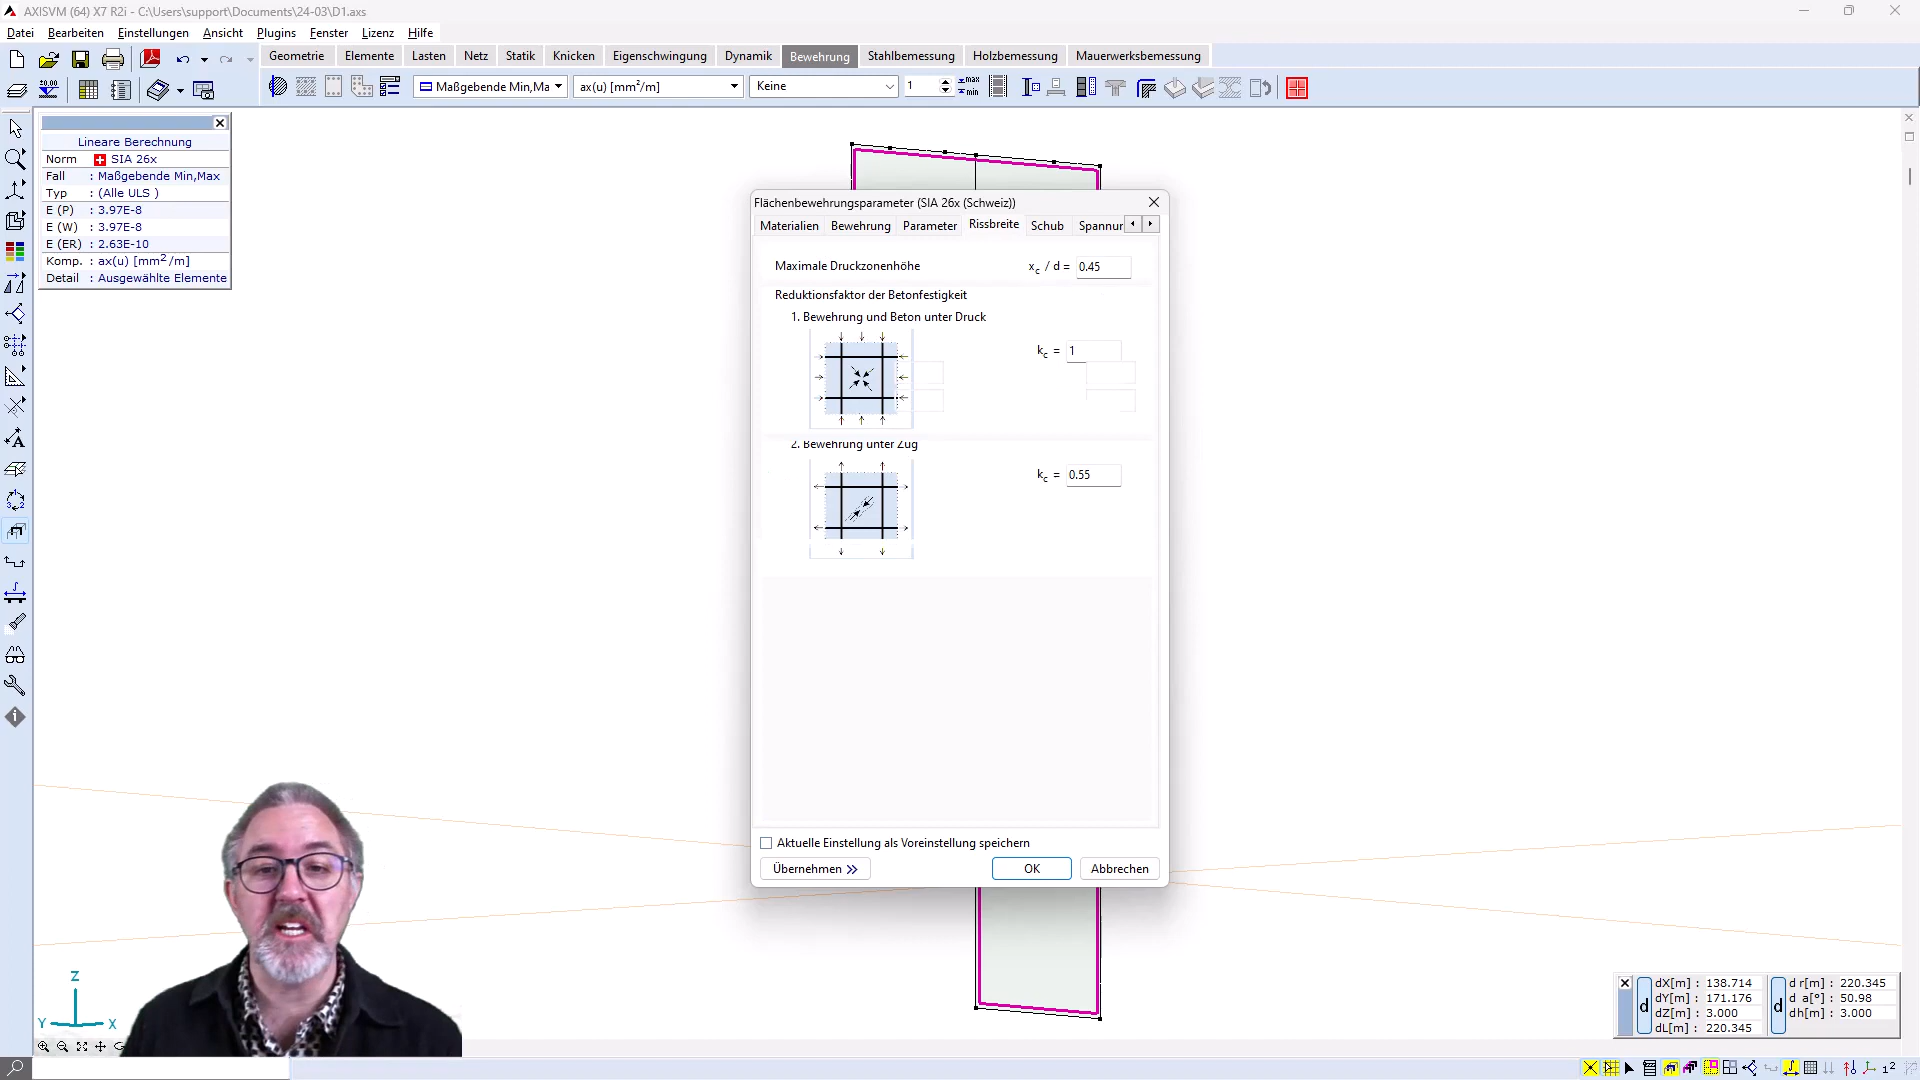 AXISVM (64) X7 R2i - C:\Users\support\Documents\24-03\D1.axs
Datei Bearbeiten Einstellungen Ansicht Plugins Fenster Lizenz Hilfe
Geometrie Elemente Lasten Netz Statik Knicken Eigenschwingung Dynamik Bewehrung Stahlbemessung Holzbemessung Mauerwerksbemessung
Maßgebende Min,Ma ax(u) [mm²/m] Keine 1 max min
Lineare Berechnung
Norm SIA 26x
Fall : Maßgebende Min,Max
Typ : (Alle ULS )
E (P) : 3.97E-8
E (W) : 3.97E-8
E (ER) : 2.63E-10
Komp. : ax(u) [mm²/m]
Detail : Ausgewählte Elemente
Flächenbewehrungsparameter (SIA 26x (Schweiz))
Materialien Bewehrung Parameter Rissbreite Schub Spannur
Maximale Druckzonenhöhe xc / d = 0.45
Reduktionsfaktor der Betonfestigkeit
1. Bewehrung und Beton unter Druck
kc = 1
2. Bewehrung unter Zug
kc = 0.55
Aktuelle Einstellung als Voreinstellung speichern
Übernehmen OK Abbrechen
Z
Y X
d dX[m] : 138.714
dY[m] : 171.176
dZ[m] : 3.000
dL[m] : 220.345
d d r[m] : 220.345
d a[°] : 50.98
dh[m] : 3.000